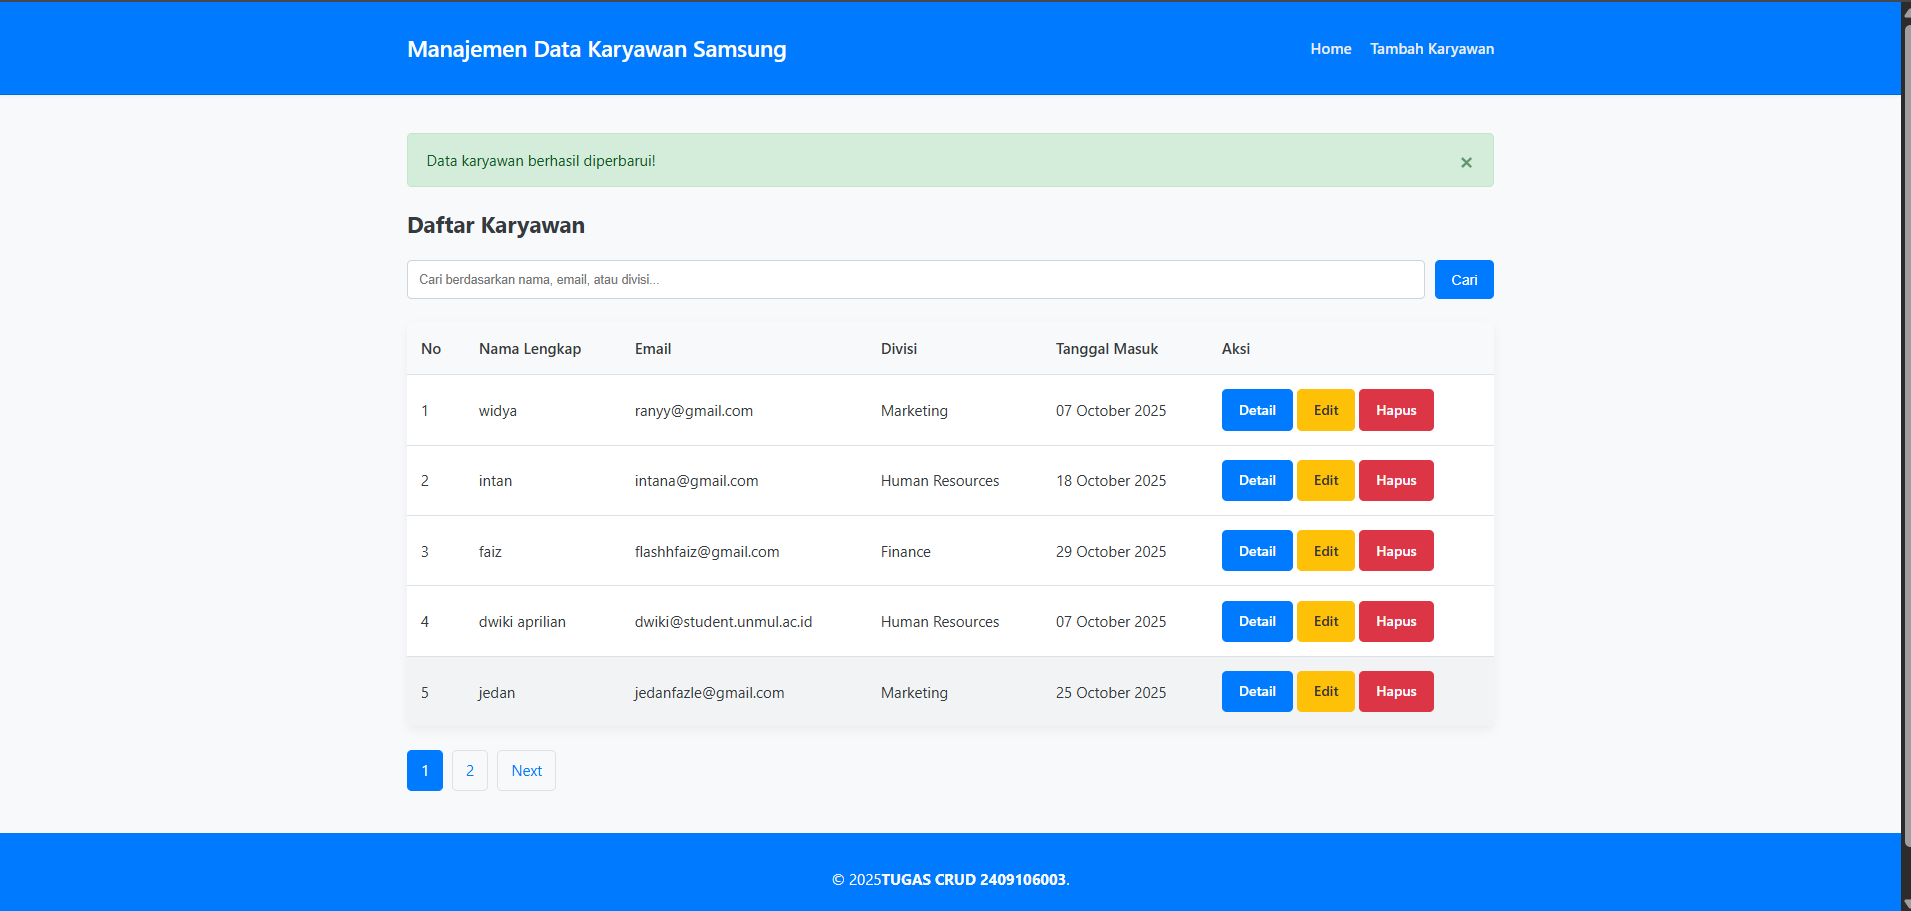 Manajemen Data Karyawan Samsung
Home Tambah Karyawan
Data karyawan berhasil diperbarui! ×
Daftar Karyawan
Cari berdasarkan nama, email, atau divisi... Cari
No Nama Lengkap Email Divisi Tanggal Masuk Aksi
1 widya ranyy@gmail.com Marketing 07 October 2025 Detail Edit Hapus
2 intan intana@gmail.com Human Resources 18 October 2025 Detail Edit Hapus
3 faiz flashhfaiz@gmail.com Finance 29 October 2025 Detail Edit Hapus
4 dwiki aprilian dwiki@student.unmul.ac.id Human Resources 07 October 2025 Detail Edit Hapus
5 jedan jedanfazle@gmail.com Marketing 25 October 2025 Detail Edit Hapus
1 2 Next
© 2025TUGAS CRUD 2409106003.